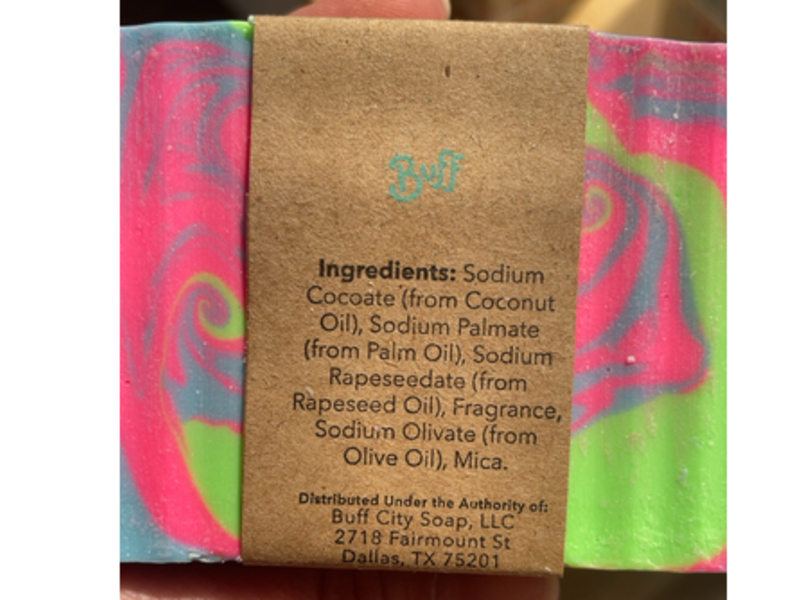 Buff
Ingredients: Sodium
Cocoate (from Coconut
Oil), Sodium Palmate
(from Palm Oil), Sodium
Rapeseedate (from
Rapeseed Oil), Fragrance,
Sodium Olivate (from
Olive Oil), Mica.
Distributed Under the Authority of:
Buff City Soap, LLC
2718 Fairmount St
Dallas, TX 75201